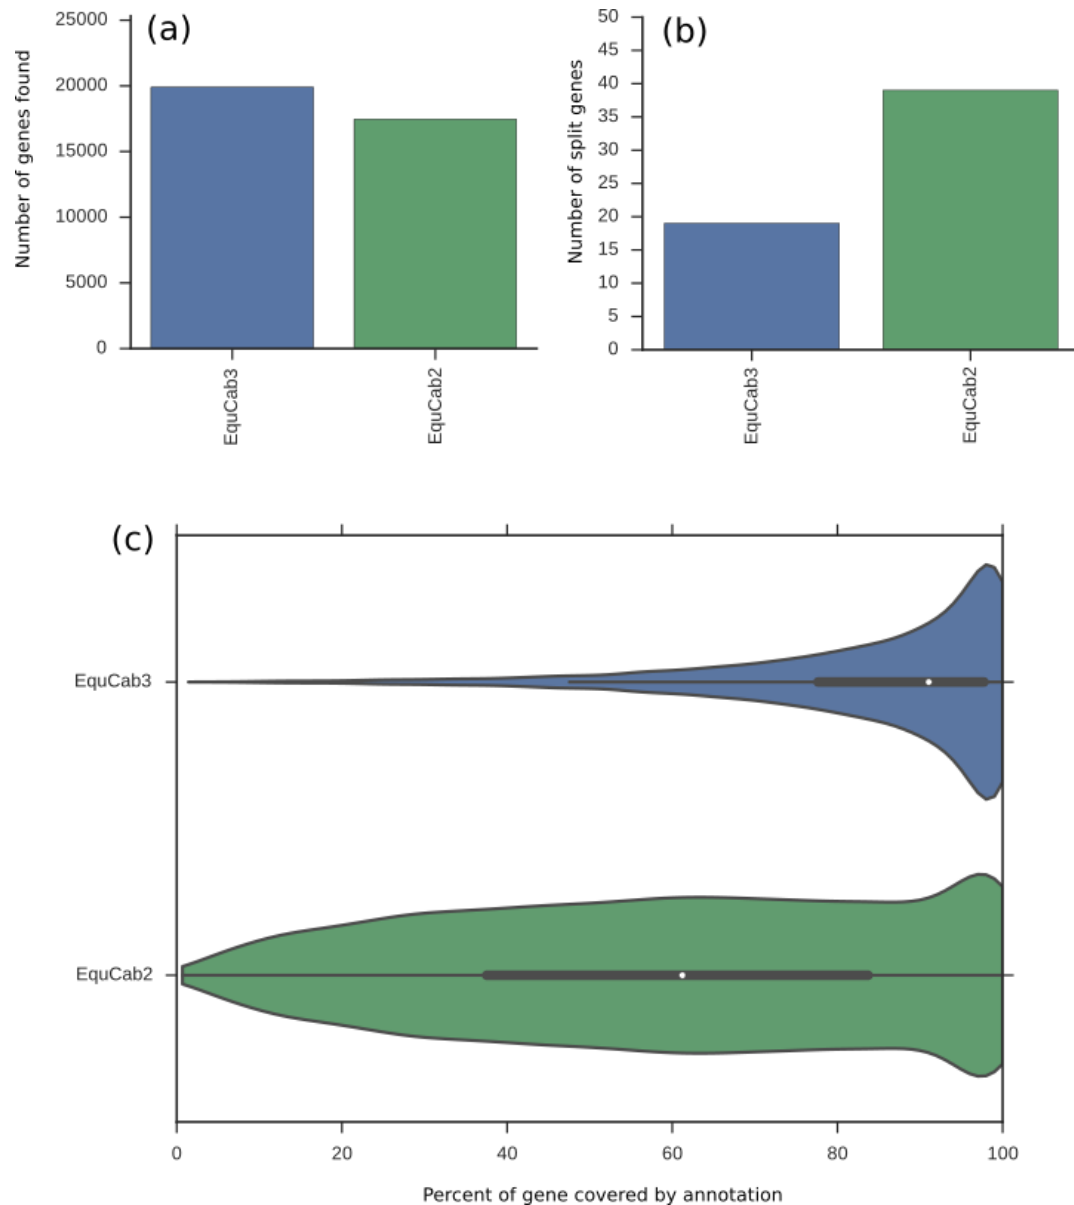 (a)
25000
20000
15000
10000
5000
0
Number of genes found
EquCab3
EquCab2
(b)
50
45
40
35
30
25
20
15
10
5
0
Number of split genes
EquCab3
EquCab2
(c)
EquCab3
EquCab2
0 20 40 60 80 100
Percent of gene covered by annotation